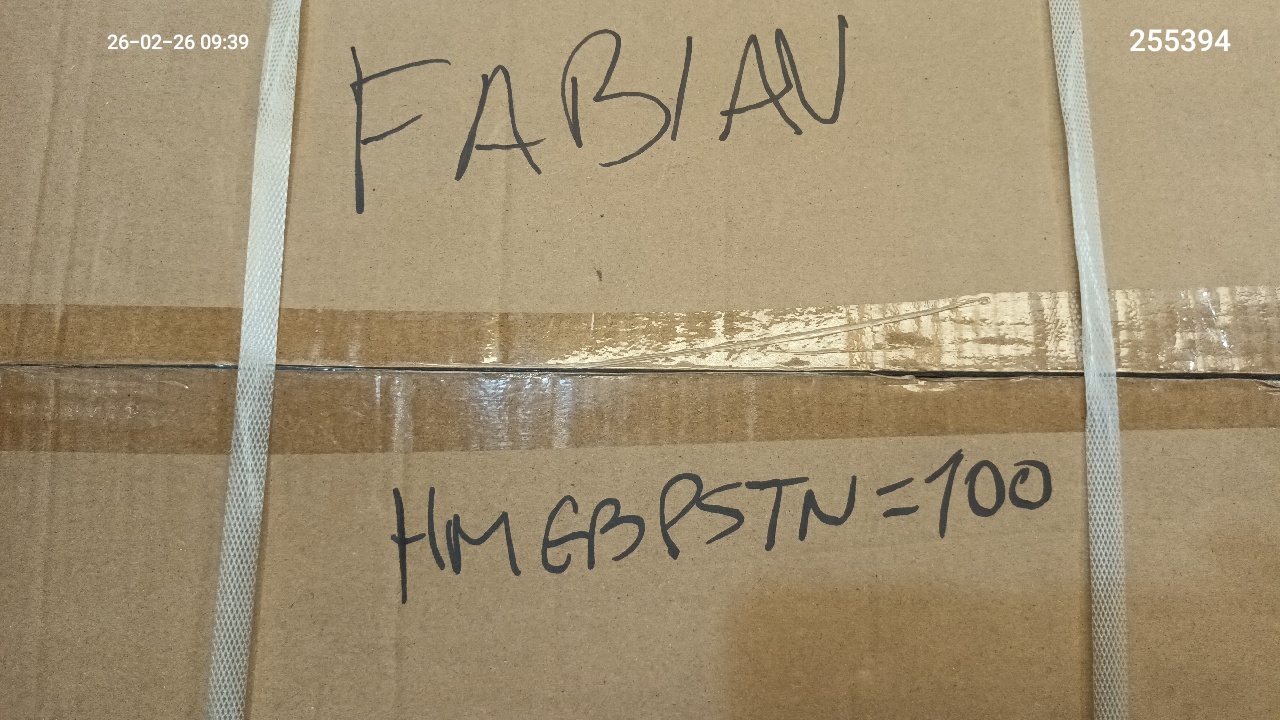 26-02-26 09:39
255394
FABIAN
HMEBPSTN=100